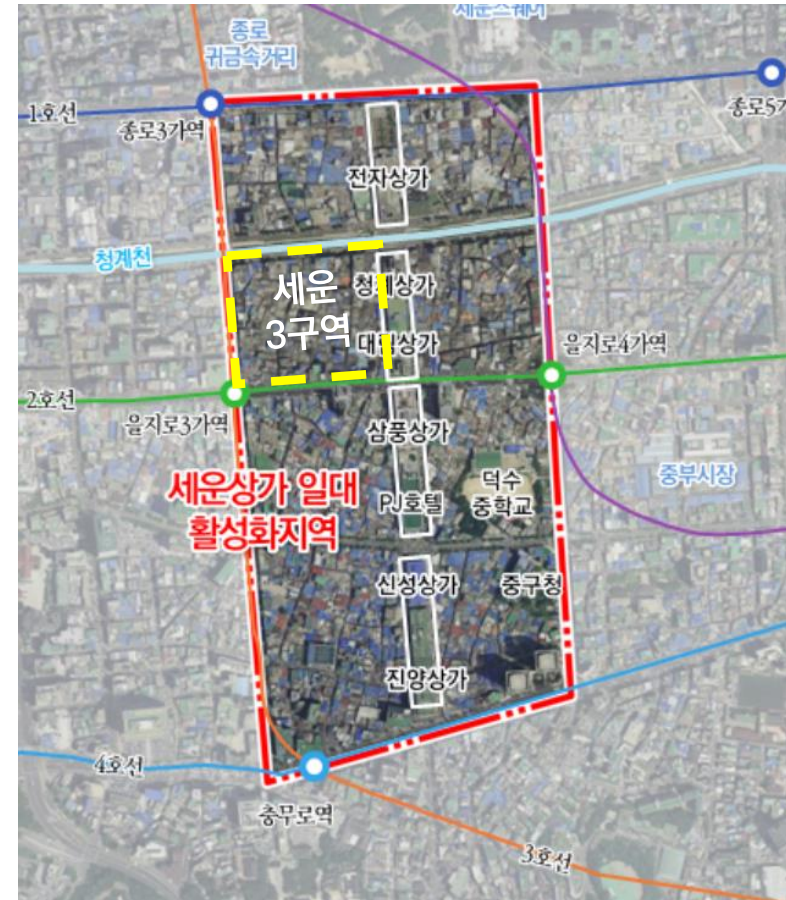 세운스퀘어
종로
귀금속거리
1호선
종로3가역
종로5가
전자상가
청계천
세운
3구역
청계상가
대림상가
을지로4가역
2호선
을지로3가역
삼풍상가
중부시장
세운상가 일대
활성화지역
PJ호텔
덕수
중학교
신성상가
중구청
진양상가
4호선
충무로역
3호선